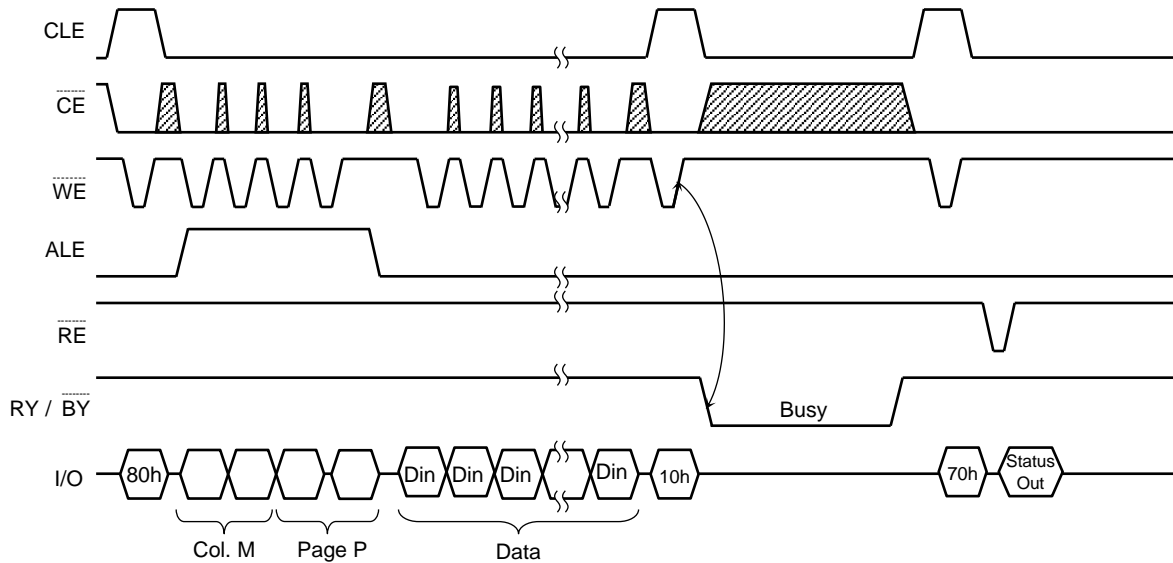 CLE
CE
WE
ALE
RE
RY / BY
Busy
I/O
80h
Din
Din
Din
Din
10h
70h
Status
Out
Col. M
Page P
Data